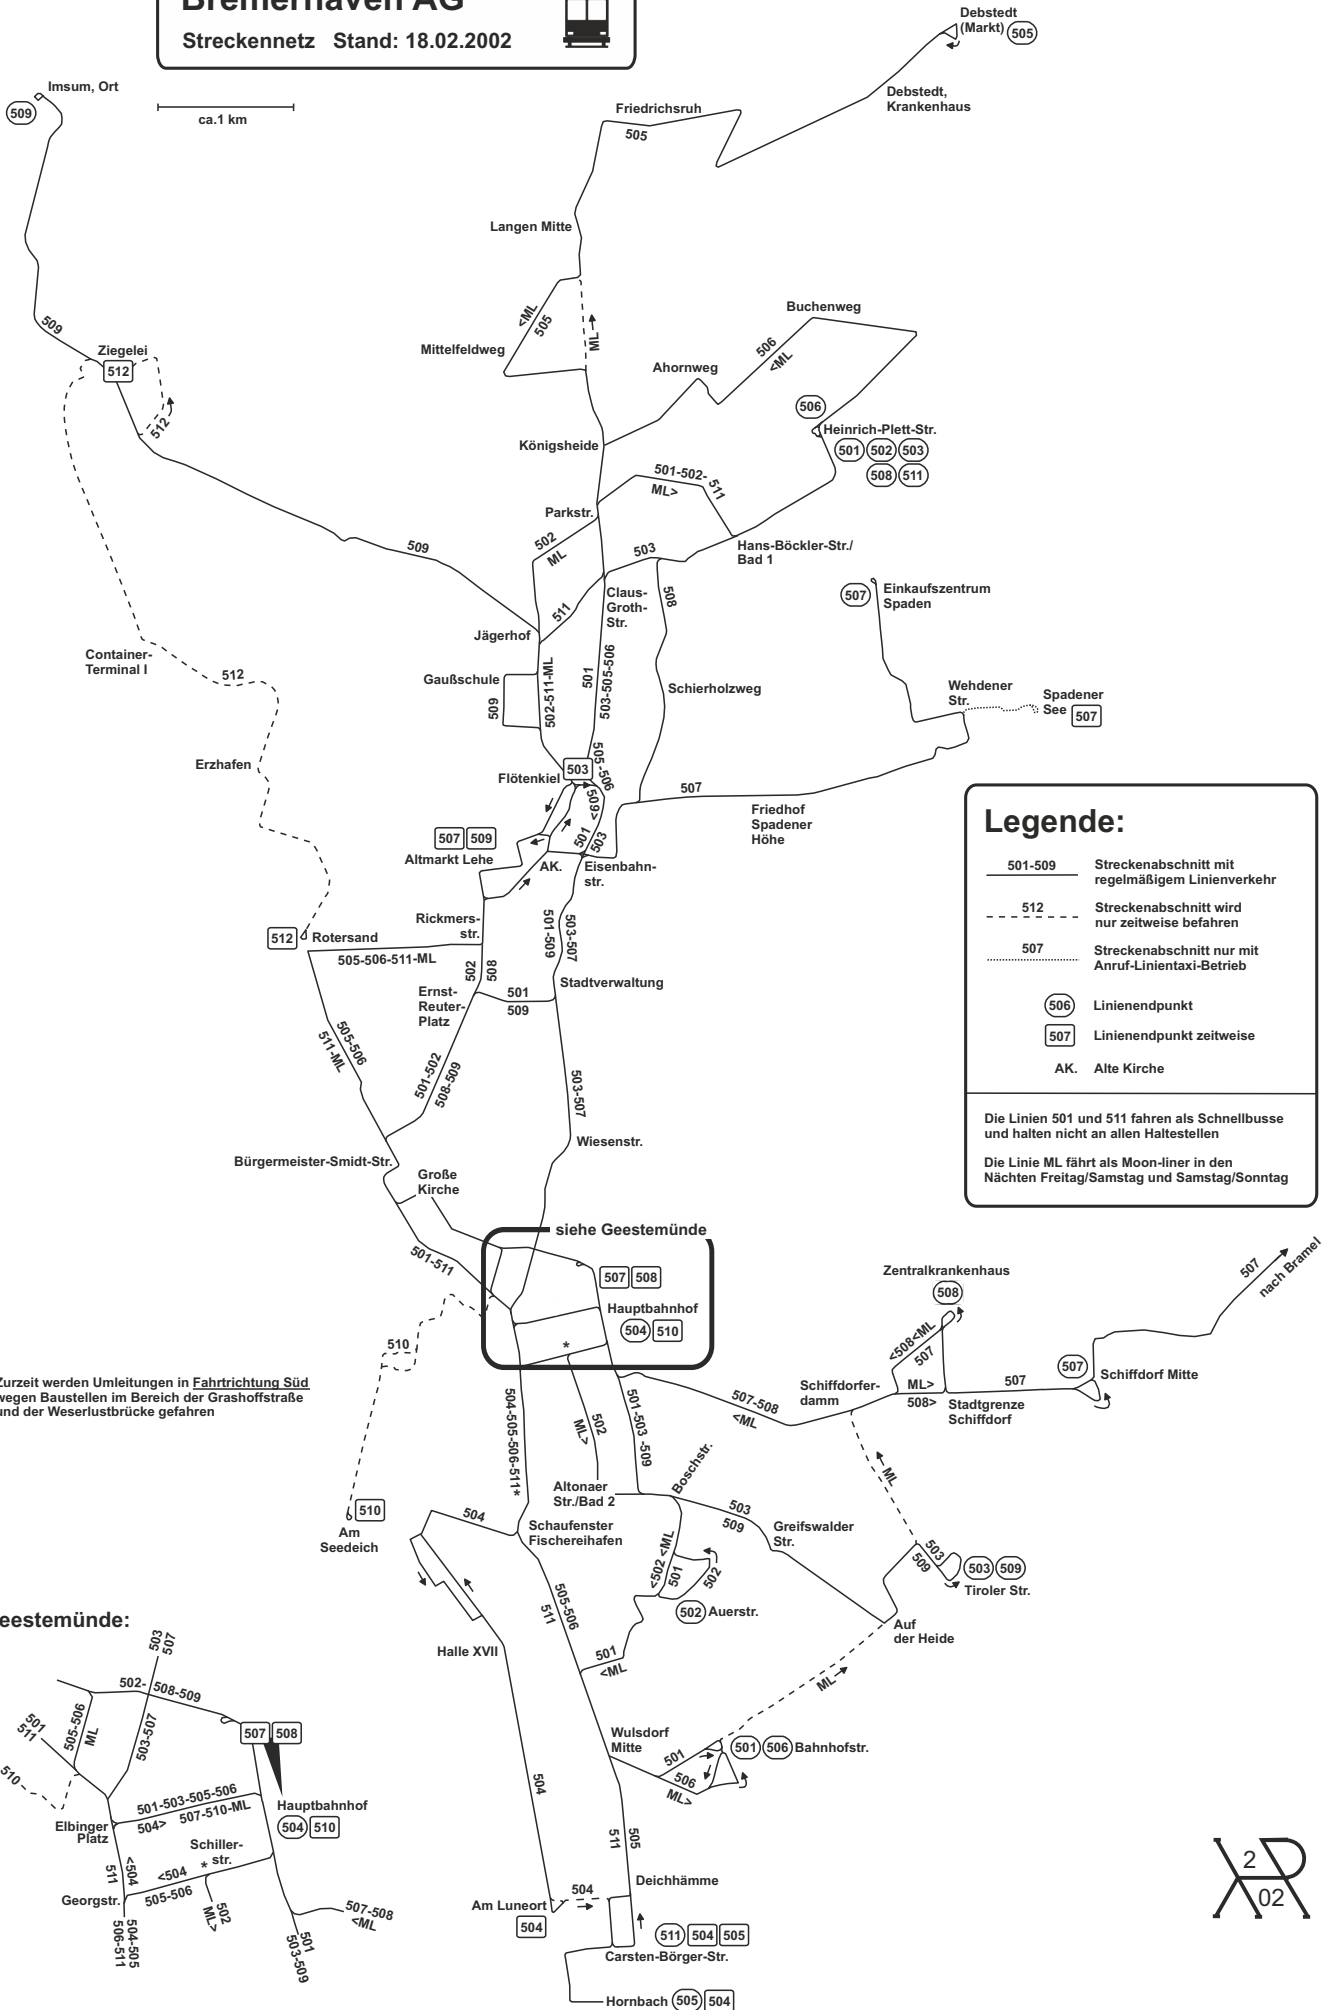 Bremerhaven AG
Streckennetz Stand: 18.02.2002
Debstedt
(Markt) 505
Debstedt,
Krankenhaus
Imsum, Ort
509
ca.1 km
Friedrichsruh
505
Langen Mitte
<ML
505
ML
Mittelfeldweg
509
Ziegelei
512
512
Buchenweg
506
<ML
Ahornweg
506
Heinrich-Plett-Str.
501 502 503
508 511
Königsheide
501-502-511
ML>
Parkstr.
502
ML
503
Hans-Böckler-Str./
Bad 1
509
508
Claus-
Groth-
Str.
511
507
Einkaufszentrum
Spaden
Jägerhof
Container-
Terminal I
512
Gaußschule
509
502-511-ML
501
503-505-506
Schierholzweg
Wehdener
Str.
Spadener
See 507
Erzhafen
Flötenkiel
503
505-506
509>
507
Friedhof
Spadener
Höhe
507 509
Altmarkt Lehe
AK.
501
503
Eisenbahn-
str.
Rickmers-
str.
501-509
503-507
512
Rotersand
505-506-511-ML
502
508
Stadtverwaltung
Ernst-
Reuter-
Platz
501
509
505-506
511-ML
501-502
508-509
503-507
Wiesenstr.
Bürgermeister-Smidt-Str.
Große
Kirche
501-511
siehe Geestemünde
507 508
Hauptbahnhof
504 510
*
510
Zurzeit werden Umleitungen in Fahrtrichtung Süd
wegen Baustellen im Bereich der Grashoffstraße
und der Weserlustbrücke gefahren
Legende:
501-509
Streckenabschnitt mit
regelmäßigem Linienverkehr
512
Streckenabschnitt wird
nur zeitweise befahren
507
Streckenabschnitt nur mit
Anruf-Linientaxi-Betrieb
506 Linienendpunkt
507 Linienendpunkt zeitweise
AK. Alte Kirche
Die Linien 501 und 511 fahren als Schnellbusse
und halten nicht an allen Haltestellen
Die Linie ML fährt als Moon-liner in den
Nächten Freitag/Samstag und Samstag/Sonntag
Zentralkrankenhaus
508
507
nach Bramel
<508<ML
507
507
Schiffdorf Mitte
Schiffdorfer-
damm
ML>
508>
507
Stadtgrenze
Schiffdorf
507-508
<ML
504-505-506-511*
502
ML>
501-503-509
ML
510
Am
Seedeich
504
Altonaer
Str./Bad 2
Boschstr.
503
509
Greifswalder
Str.
Schaufenster
Fischereihafen
<502 <ML
501
502
502 Auerstr.
503
509
503 509
Tiroler Str.
505-506
511
Auf
der Heide
Halle XVII
501
<ML
ML
Wulsdorf
Mitte
501
506
ML>
501 506 Bahnhofstr.
504
511
505
Deichhämme
Am Luneort
504
504
511 504 505
Carsten-Börger-Str.
Hornbach 505 504
eestemünde:
503
507
502-508-509
505-506
ML
501
511
503-507
510
507 508
Hauptbahnhof
504 510
501-503-505-506
504> 507-510-ML
Elbinger
Platz
Schiller-
str.
511
<504
<504 *
505-506
Georgstr.
502
ML>
504-505
506-511
501
503-509
507-508
<ML
2
02